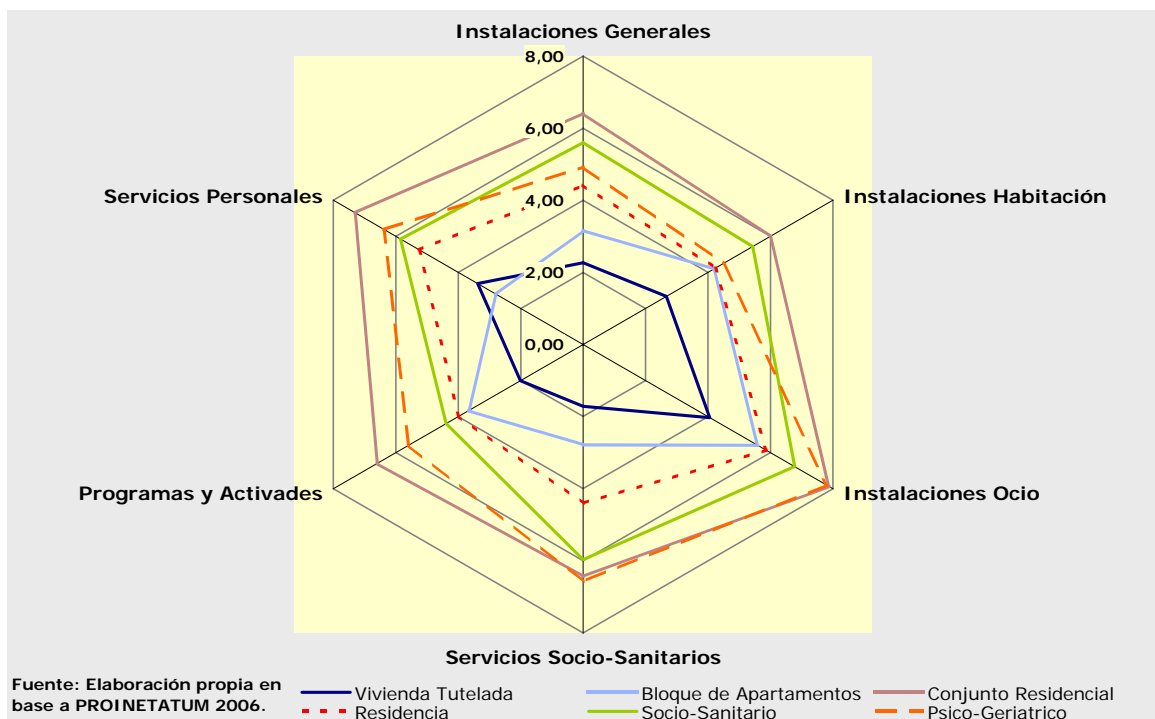 Instalaciones Generales
8,00
6,00
Servicios Personales
Instalaciones Habitación
4,00
2,00
0,00
Programas y Activades
Instalaciones Ocio
Servicios Socio-Sanitarios
Fuente: Elaboración propia en
base a PROINETATUM 2006.
Vivienda Tutelada
Bloque de Apartamentos
Conjunto Residencial
Residencia
Socio-Sanitario
Psico-Geriatrico